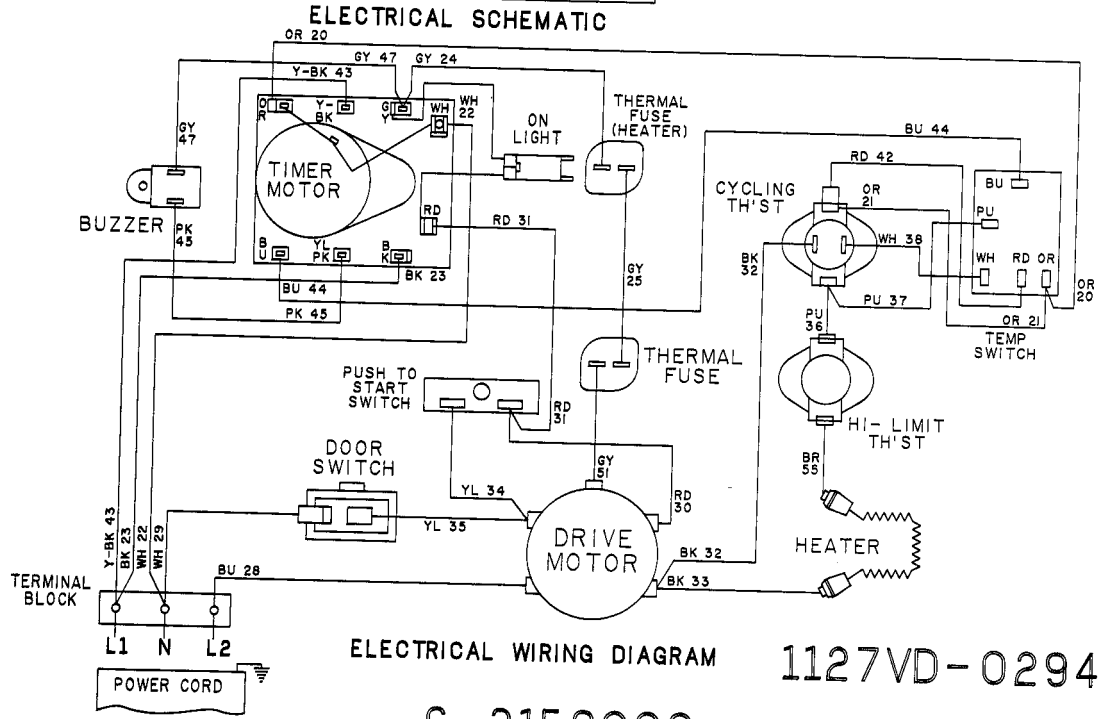 ELECTRICAL SCHEMATIC
OR 20
GY 47
GY 24
Y-BK 43
OR
Y-BK
GY
WH
WH 22
ON LIGHT
THERMAL FUSE (HEATER)
GY 47
TIMER MOTOR
BUZZER
PK 45
RD
RD 31
BU
YL PK
BK
BK 23
BU 44
PK 45
GY 25
BU 44
RD 42
CYCLING TH'ST
OR 21
BU
PU
WH
RD
OR
WH 38
BK 32
PU 37
OR 20
OR 21
TEMP SWITCH
PU 36
THERMAL FUSE
PUSH TO START SWITCH
RD 31
HI-LIMIT TH'ST
DOOR SWITCH
GY 51
BR 55
YL 34
RD 30
YL 35
DRIVE MOTOR
HEATER
BK 32
BK 33
Y-BK 43
BK 23
WH 22
WH 29
TERMINAL BLOCK
BU 28
L1
N
L2
POWER CORD
ELECTRICAL WIRING DIAGRAM
1127VD-0294